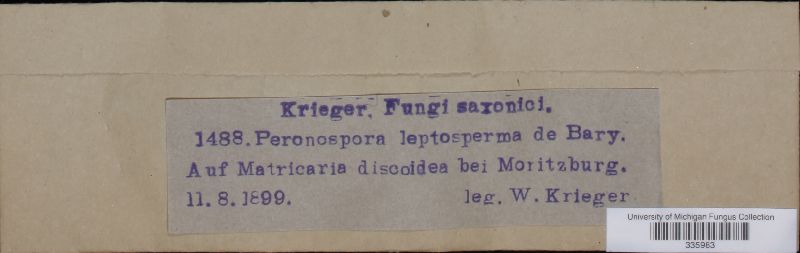 Krieger, Fungi saxonici.
1488. Peronospora leptosperma de Bary.
Auf Matricaria discoidea bei Moritzburg.
11. 8. 1899. leg. W. Krieger
University of Michigan Fungus Collection
335963